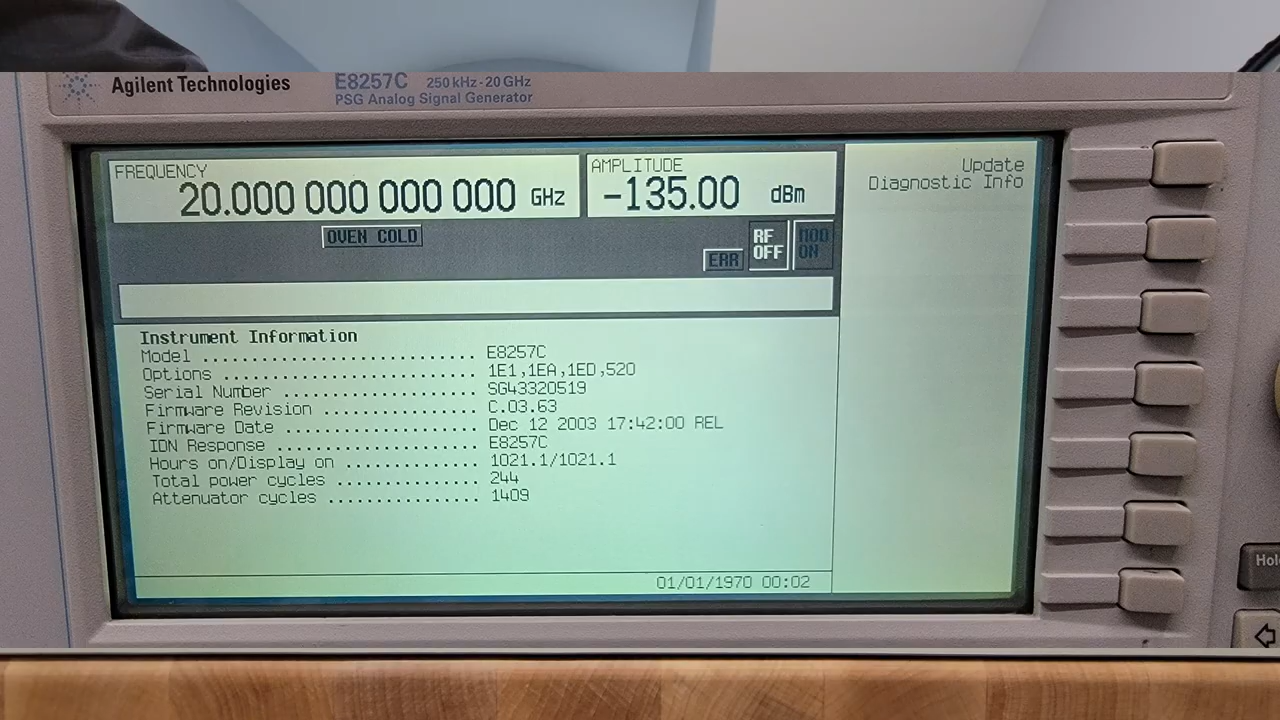 Agilent Technologies
E8257C 250 kHz - 20 GHz
PSG Analog Signal Generator
FREQUENCY
20.000 000 000 000 GHz
AMPLITUDE
-135.00 dBm
OVEN COLD
ERR
RF OFF
MOD ON
Update
Diagnostic Info
Instrument Information
Model ............................ E8257C
Options .......................... 1E1,1EA,1ED,520
Serial Number .................... SG43320519
Firmware Revision ................ C.03.63
Firmware Date .................... Dec 12 2003 17:42:00 REL
IDN Response ..................... E8257C
Hours on/Display on .............. 1021.1/1021.1
Total power cycles ............... 244
Attenuator cycles ................ 1409
01/01/1970 00:02